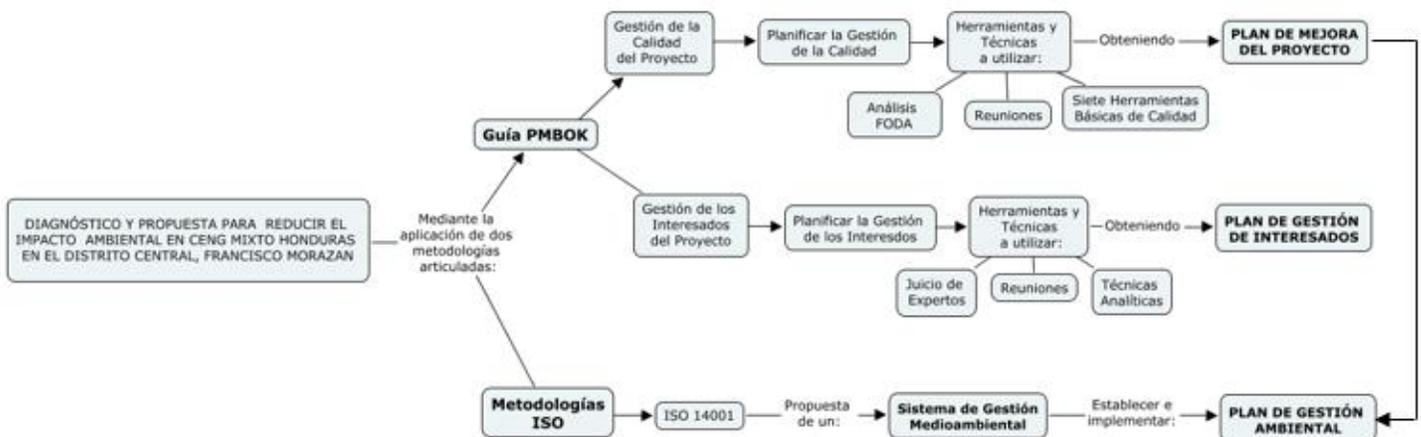 Gestión de la
Calidad
del Proyecto
Planificar la Gestión
de la Calidad
Herramientas y
Técnicas
a utilizar:
Obteniendo
PLAN DE MEJORA
DEL PROYECTO
Análisis
FODA
Reuniones
Siete Herramientas
Básicas de Calidad
Guía PMBOK
DIAGNÓSTICO Y PROPUESTA PARA REDUCIR EL
IMPACTO AMBIENTAL EN CENG MIXTO HONDURAS
EN EL DISTRITO CENTRAL, FRANCISCO MORAZAN
Mediante la
aplicación de dos
metodologías
articuladas:
Gestión de los
Interesados
del Proyecto
Planificar la Gestión
de los Interesdos
Herramientas y
Técnicas
a utilizar:
Obteniendo
PLAN DE GESTIÓN
DE INTERESADOS
Juicio de
Expertos
Reuniones
Técnicas
Analíticas
Metodologías
ISO
ISO 14001
Propuesta
de un:
Sistema de Gestión
Medioambiental
Establecer e
implementar:
PLAN DE GESTIÓN
AMBIENTAL